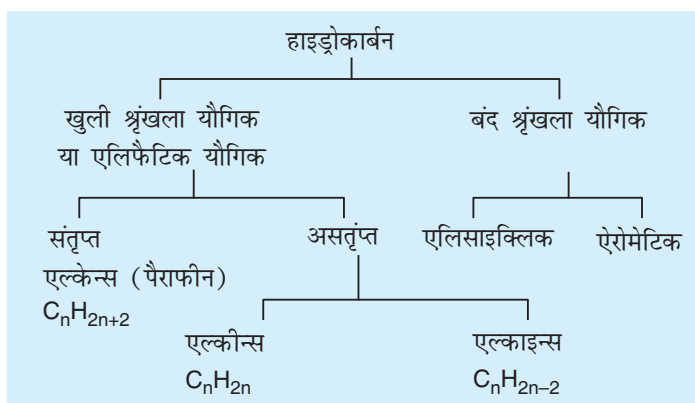 हाइड्रोकार्बन
खुली श्रृंखला यौगिक
या एलिफैटिक यौगिक
बंद श्रृंखला यौगिक
संतृप्त
एल्केन्स (पैराफीन)
CₙH₂ₙ₊₂
असतृंप्त
एलिसाइक्लिक
ऐरोमेटिक
एल्कीन्स
CₙH₂ₙ
एल्काइन्स
CₙH₂ₙ₋₂